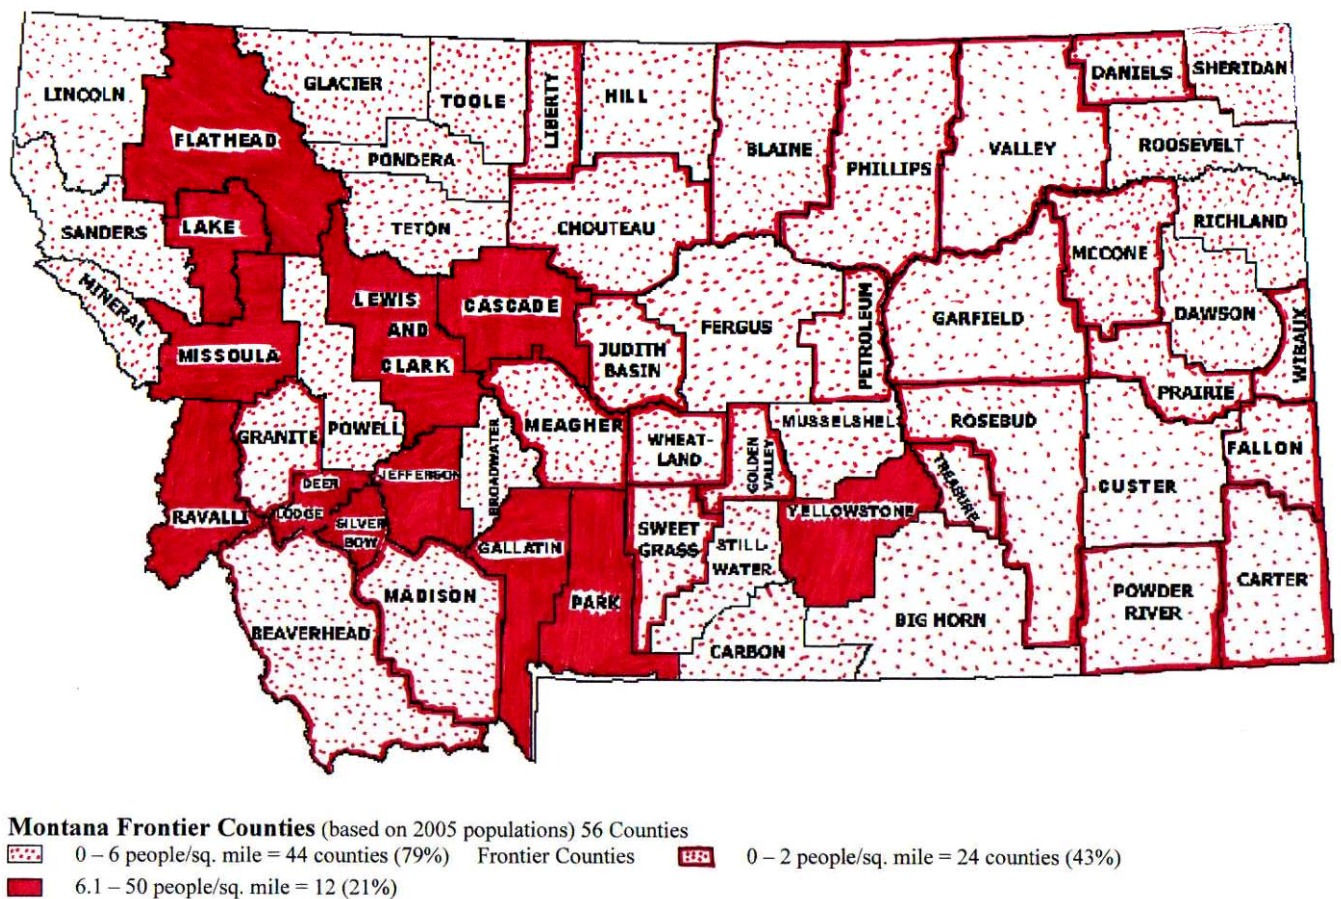 LINCOLN
FLATHEAD
GLACIER
TOOLE
LIBERTY
HILL
BLAINE
PHILLIPS
VALLEY
DANIELS
SHERIDAN
ROOSEVELT
PONDERA
SANDERS
LAKE
TETON
CHOUTEAU
MCCONE
RICHLAND
MINERAL
MISSOULA
LEWIS
AND
CLARK
CASCADE
JUDITH
BASIN
FERGUS
PETROLEUM
GARFIELD
DAWSON
WIBAUX
PRAIRIE
GRANITE
POWELL
BROADWATER
MEAGHER
WHEAT-
LAND
GOLDEN
VALLEY
MUSSELSHEL
ROSEBUD
TREASURE
CUSTER
FALLON
RAVALLI
DEER
LODGE
SILVER
BOW
JEFFERSON
GALLATIN
PARK
SWEET
GRASS
STILL-
WATER
YELLOWSTONE
BEAVERHEAD
MADISON
CARBON
BIG HORN
POWDER
RIVER
CARTER
Montana Frontier Counties (based on 2005 populations) 56 Counties
0 – 6 people/sq. mile = 44 counties (79%) Frontier Counties 0 – 2 people/sq. mile = 24 counties (43%)
6.1 – 50 people/sq. mile = 12 (21%)